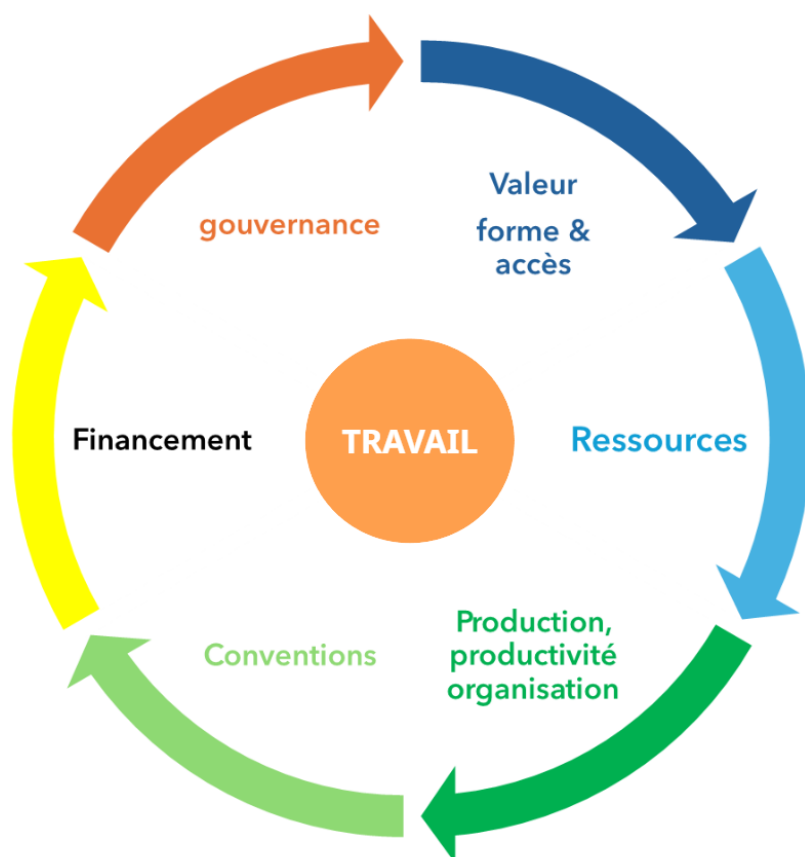 Valeur
forme &
accès
gouvernance
TRAVAIL
Financement
Ressources
Production,
productivité
organisation
Conventions